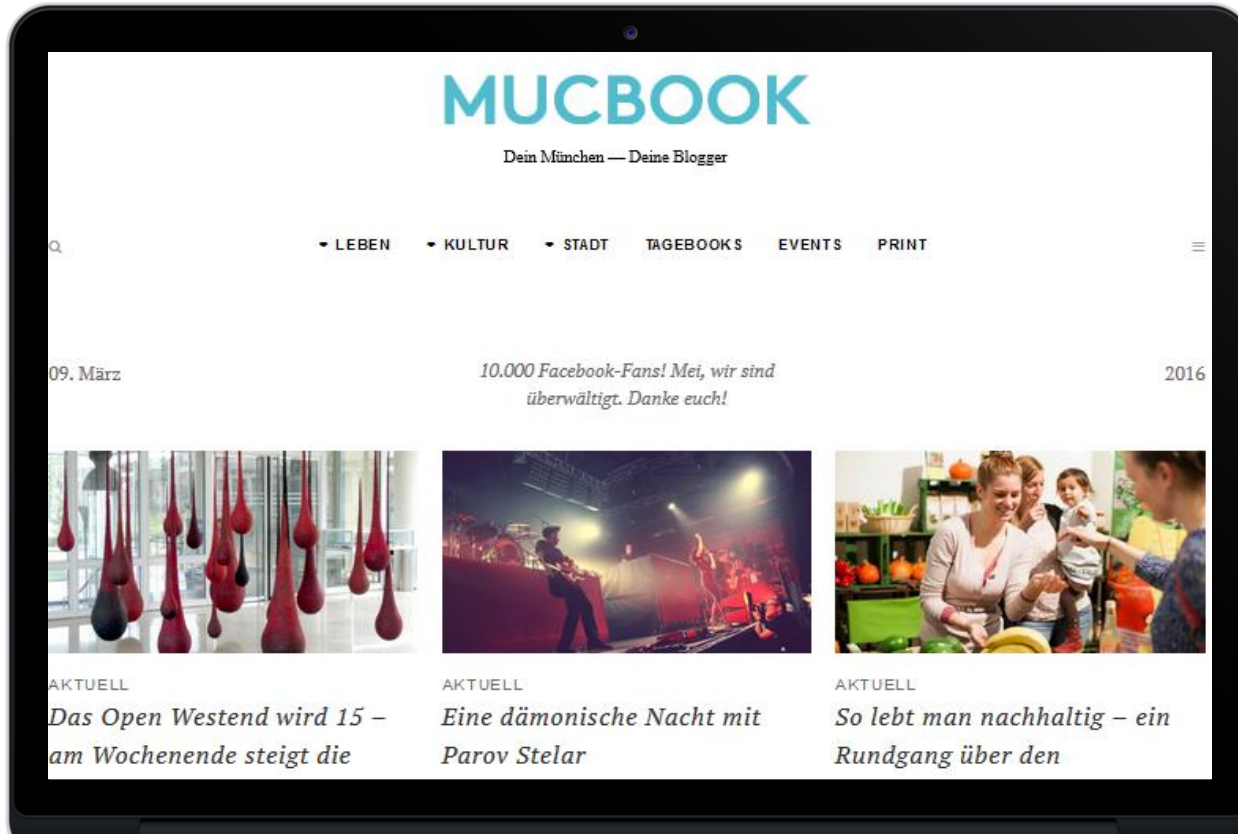 MUCBOOK
Dein München — Deine Blogger
LEBEN KULTUR STADT TAGEBOOKS EVENTS PRINT
09. März
10.000 Facebook-Fans! Mei, wir sind
überwältigt. Danke euch!
2016
AKTUELL
Das Open Westend wird 15 –
am Wochenende steigt die
AKTUELL
Eine dämonische Nacht mit
Parov Stelar
AKTUELL
So lebt man nachhaltig – ein
Rundgang über den